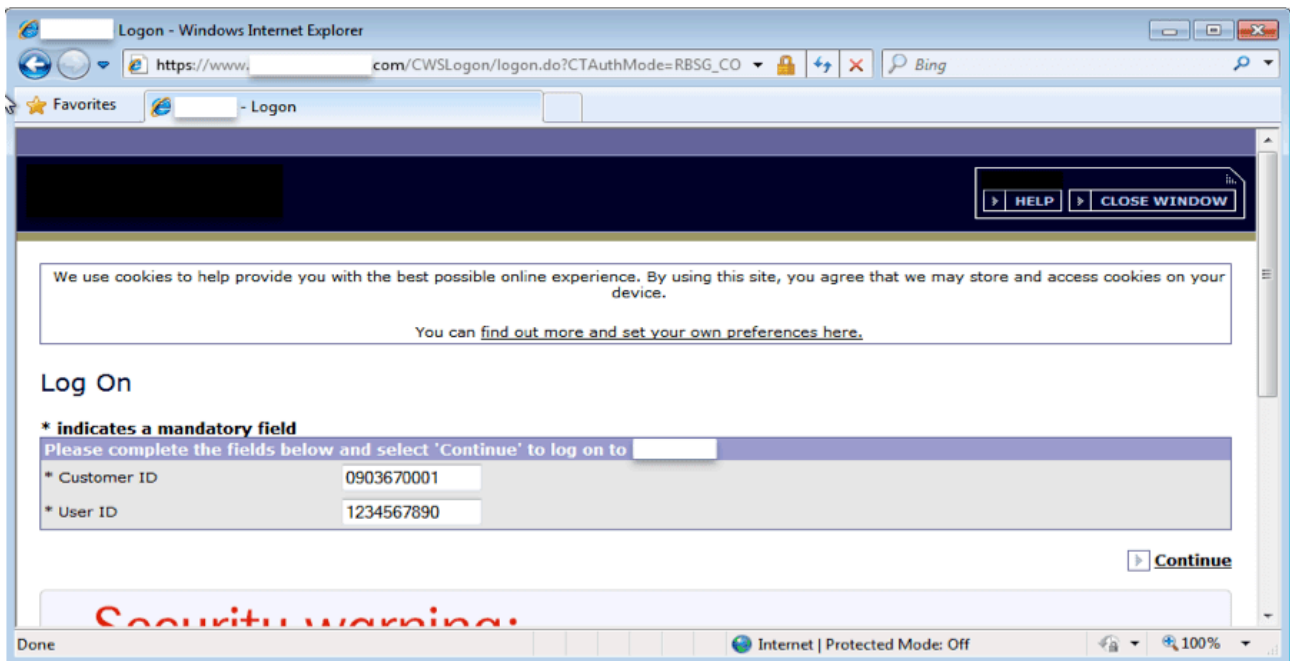 Logon - Windows Internet Explorer
https://www. com/CWSLogon/logon.do?CTAuthMode=RBSG_CO Bing
Favorites - Logon
HELP CLOSE WINDOW
We use cookies to help provide you with the best possible online experience. By using this site, you agree that we may store and access cookies on your
device.
You can find out more and set your own preferences here.
Log On
* indicates a mandatory field
Please complete the fields below and select 'Continue' to log on to
* Customer ID 0903670001
* User ID 1234567890
Continue
Security warning:
Done Internet | Protected Mode: Off 100%